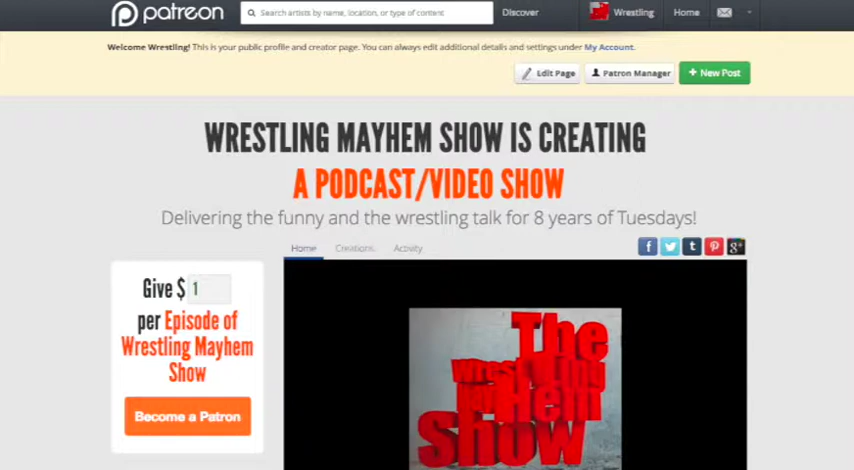 patreon
Search artists by name, location, or type of content
Discover
Wrestling
Home
Welcome Wrestling! This is your public profile and creator page. You can always edit additional details and settings under My Account.
Edit Page
Patron Manager
+ New Post
WRESTLING MAYHEM SHOW IS CREATING
A PODCAST/VIDEO SHOW
Delivering the funny and the wrestling talk for 8 years of Tuesdays!
Home
Creations
Activity
f
t
p
g+
Give $ 1
per Episode of
Wrestling Mayhem
Show
Become a Patron
The
Wrestling
MayHem
Show